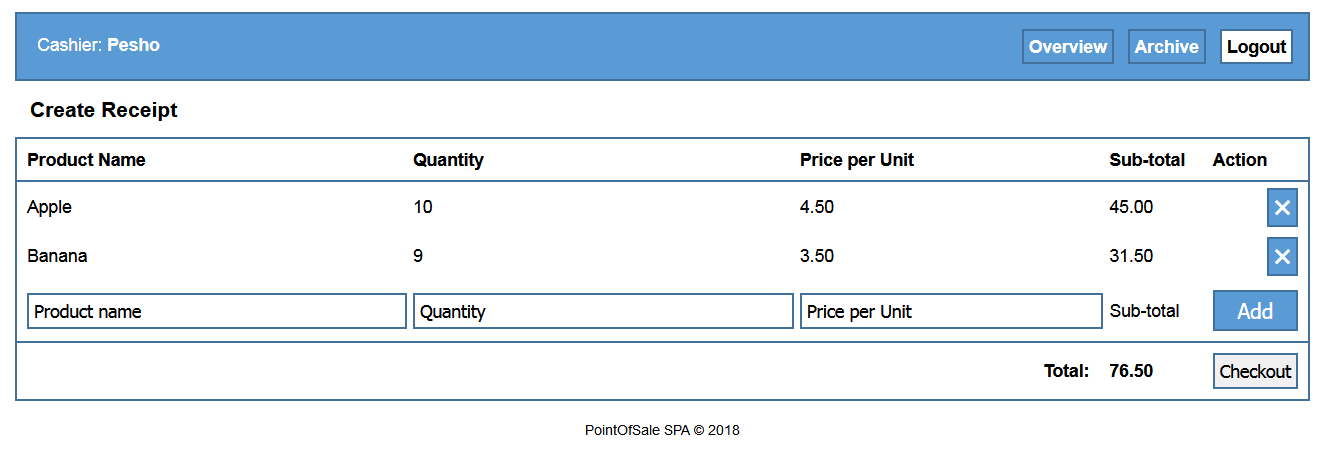 Cashier: Pesho Overview Archive Logout
Create Receipt
Product Name Quantity Price per Unit Sub-total Action
Apple 10 4.50 45.00 ×
Banana 9 3.50 31.50 ×
Product name Quantity Price per Unit Sub-total Add
Total: 76.50 Checkout
PointOfSale SPA © 2018